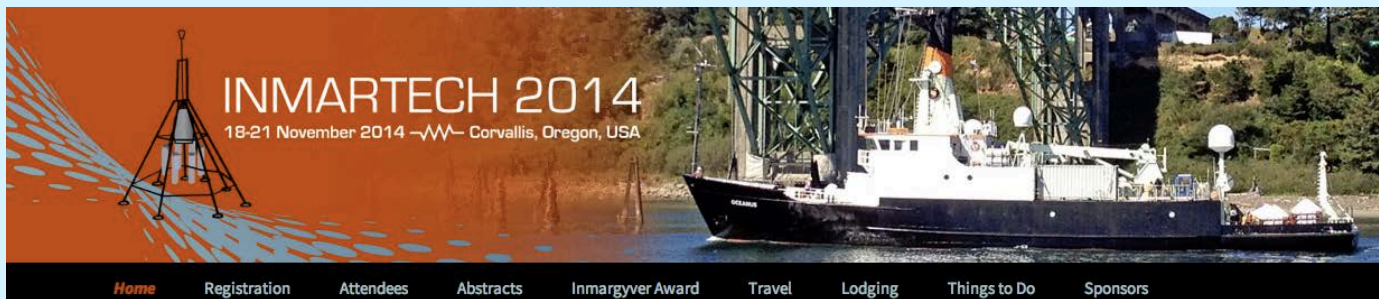 INMARTECH 2014
18-21 November 2014 Corvallis, Oregon, USA
OCEANUS
Home Registration Attendees Abstracts Inmargyver Award Travel Lodging Things to Do Sponsors